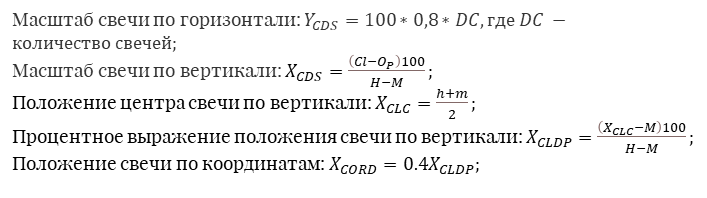 Масштаб свечи по горизонтали: Y_CDS = 100 * 0,8 * DC, где DC −
количество свечей;
Масштаб свечи по вертикали: X_CDS = (Cl−O_P)100 / H−M;
Положение центра свечи по вертикали: X_CLC = h+m / 2;
Процентное выражение положения свечи по вертикали: X_CLDP = (X_CLC−M)100 / H−M;
Положение свечи по координатам: X_CORD = 0.4X_CLDP;